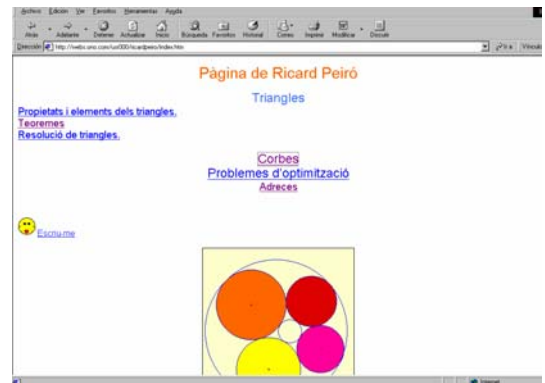 Archivo Edición Ver Favoritos Herramientas Ayuda
Atrás Adelante Detener Actualizar Inicio Búsqueda Favoritos Historial Correo Imprimir Modificar Discutir
Dirección Ir a Vínculos
Pàgina de Ricard Peiró
Triangles
Propietats i elements dels triangles.
Teoremes
Resolució de triangles.
Corbes
Problemes d'optimització
Adreces
Escriu-me
Internet